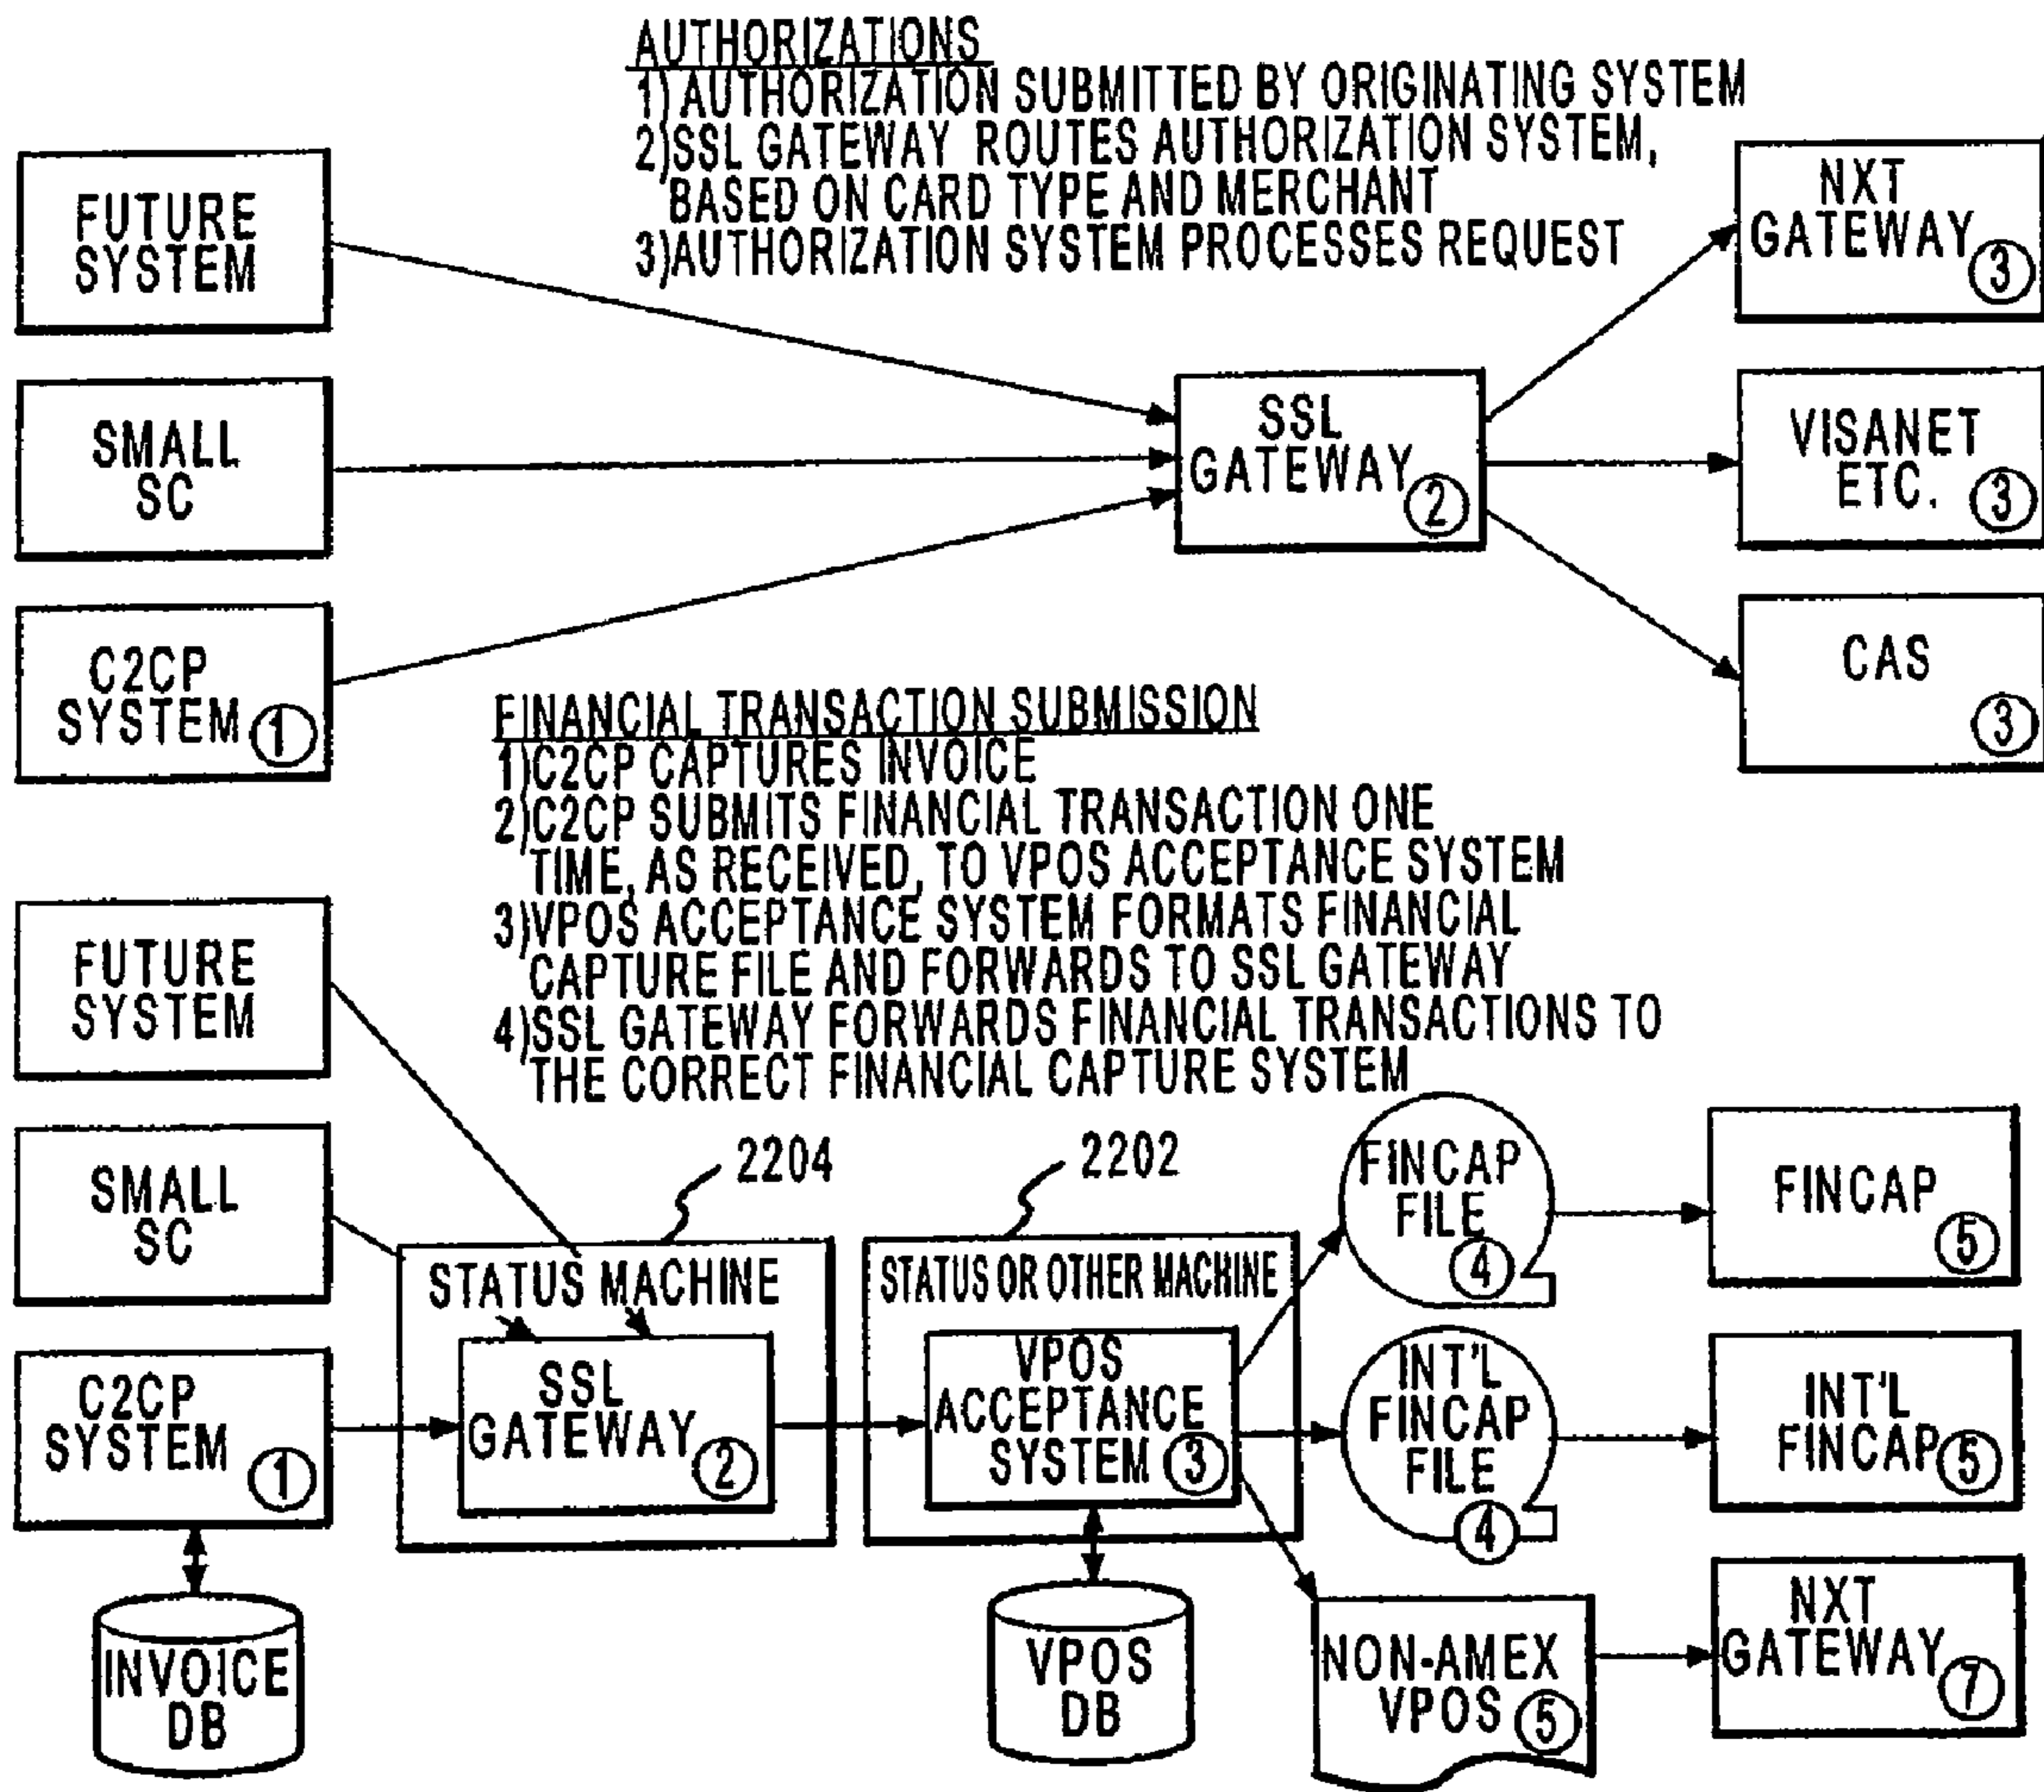 AUTHORIZATIONS
1) AUTHORIZATION SUBMITTED BY ORIGINATING SYSTEM
2)SSL GATEWAY ROUTES AUTHORIZATION SYSTEM,
BASED ON CARD TYPE AND MERCHANT
3)AUTHORIZATION SYSTEM PROCESSES REQUEST
FUTURE
SYSTEM
SMALL
SC
C2CP
SYSTEM 1
SSL
GATEWAY 2
NXT
GATEWAY 3
VISANET
ETC. 3
CAS
3
FINANCIAL TRANSACTION SUBMISSION
1)C2CP CAPTURES INVOICE
2)C2CP SUBMITS FINANCIAL TRANSACTION ONE
TIME, AS RECEIVED, TO VPOS ACCEPTANCE SYSTEM
3)VPOS ACCEPTANCE SYSTEM FORMATS FINANCIAL
CAPTURE FILE AND FORWARDS TO SSL GATEWAY
4)SSL GATEWAY FORWARDS FINANCIAL TRANSACTIONS TO
THE CORRECT FINANCIAL CAPTURE SYSTEM
FUTURE
SYSTEM
SMALL
SC
C2CP
SYSTEM 1
INVOICE
DB
2204
STATUS MACHINE
SSL
GATEWAY 2
2202
STATUS OR OTHER MACHINE
VPOS
ACCEPTANCE
SYSTEM 3
VPOS
DB
FINCAP
FILE
4
INT'L
FINCAP
FILE
4
NON-AMEX
VPOS 5
FINCAP
5
INT'L
FINCAP 5
NXT
GATEWAY 7